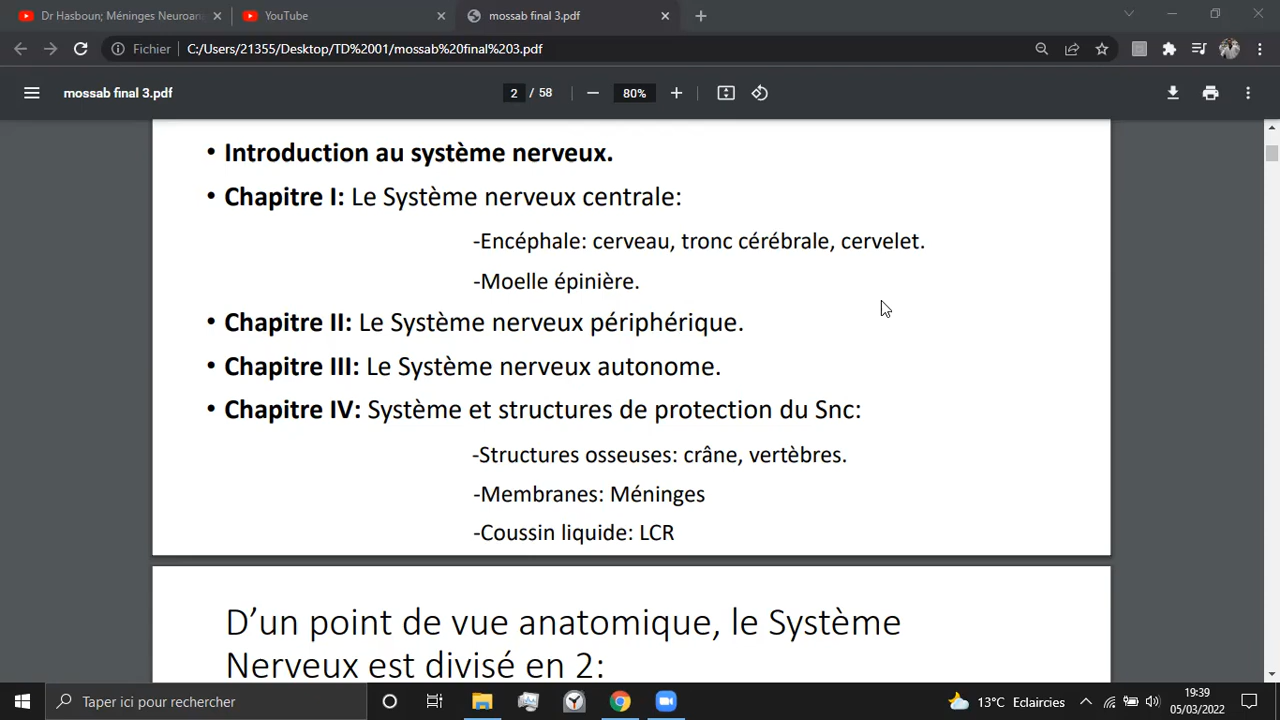 Dr Hasboun; Méninges Neuroana
YouTube
mossab final 3.pdf
Fichier
C:/Users/21355/Desktop/TD%2001/mossab%20final%203.pdf
mossab final 3.pdf
2 / 58
80%
• Introduction au système nerveux.
• Chapitre I: Le Système nerveux centrale:
-Encéphale: cerveau, tronc cérébrale, cervelet.
-Moelle épinière.
• Chapitre II: Le Système nerveux périphérique.
• Chapitre III: Le Système nerveux autonome.
• Chapitre IV: Système et structures de protection du Snc:
-Structures osseuses: crâne, vertèbres.
-Membranes: Méninges
-Coussin liquide: LCR
D’un point de vue anatomique, le Système
Nerveux est divisé en 2:
Taper ici pour rechercher
13°C Eclaircies
19:39
05/03/2022